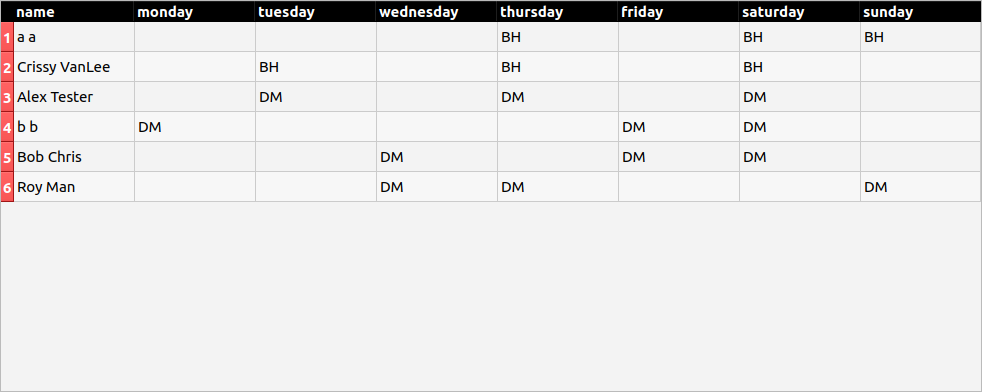 name monday tuesday wednesday thursday friday saturday sunday
1 a a BH BH BH
2 Crissy VanLee BH BH BH
3 Alex Tester DM DM DM
4 b b DM DM DM
5 Bob Chris DM DM DM
6 Roy Man DM DM DM